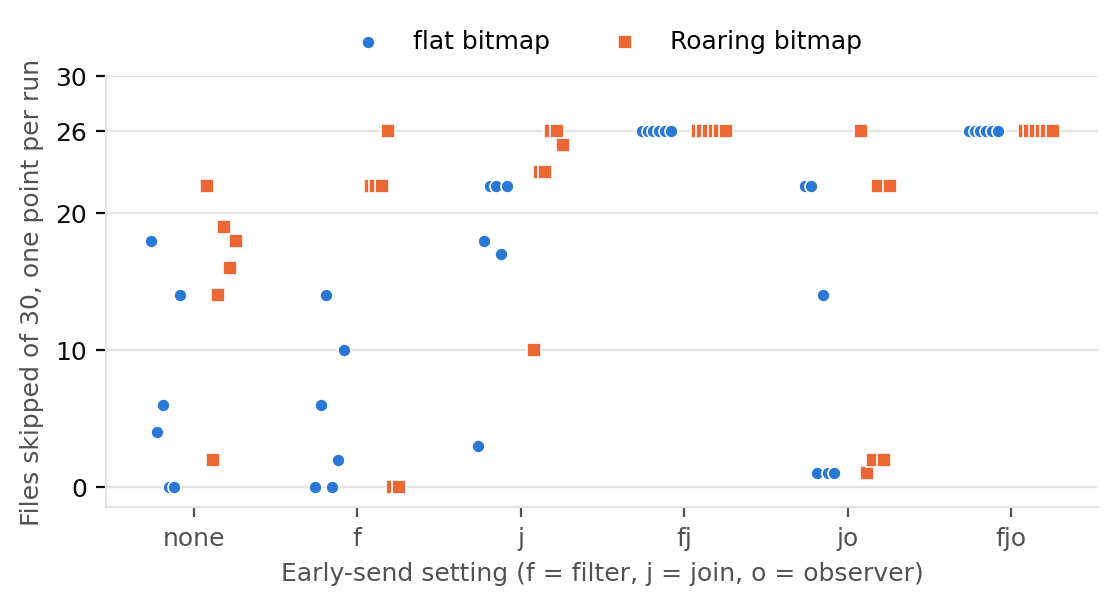 flat bitmap
Roaring bitmap
Files skipped of 30, one point per run
30
26
20
10
0
none
f
j
fj
jo
fjo
Early-send setting (f = filter, j = join, o = observer)